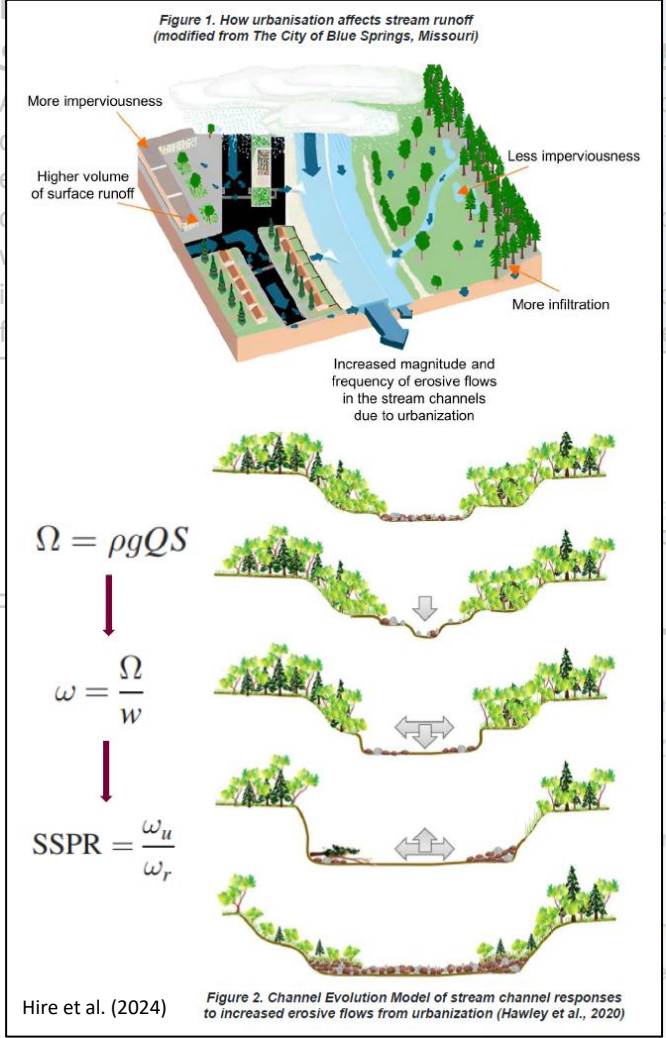 Figure 1. How urbanisation affects stream runoff
(modified from The City of Blue Springs, Missouri)
More imperviousness
Less imperviousness
Higher volume
of surface runoff
More infiltration
Increased magnitude and
frequency of erosive flows
in the stream channels
due to urbanization
Ω = ρgQS
ω = Ω/w
SSPR = ω_u/ω_r
Hire et al. (2024)
Figure 2. Channel Evolution Model of stream channel responses
to increased erosive flows from urbanization (Hawley et al., 2020)